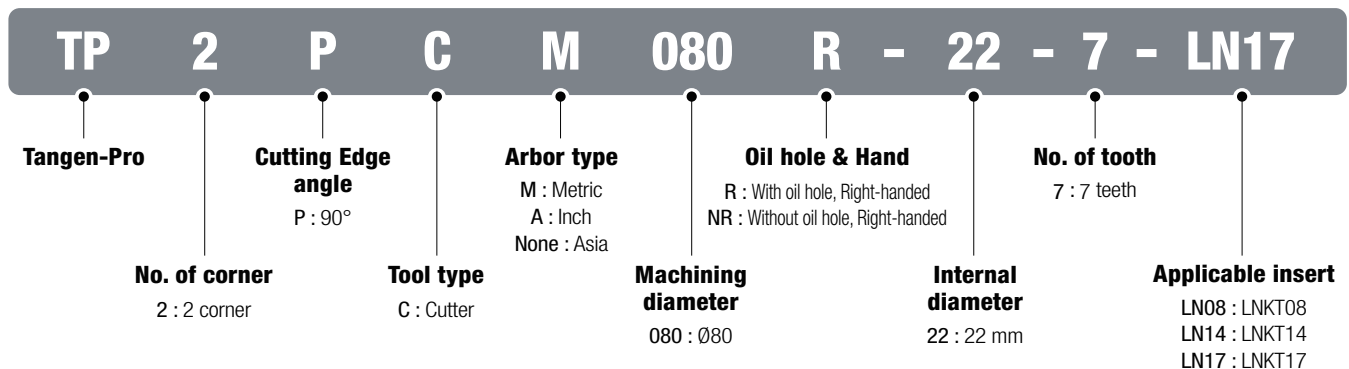 TP 2 P C M 080 R - 22 - 7 - LN17
Tangen-Pro
No. of corner
2 : 2 corner
Cutting Edge
angle
P : 90°
Tool type
C : Cutter
Arbor type
M : Metric
A : Inch
None : Asia
Machining
diameter
080 : Ø80
Oil hole & Hand
R : With oil hole, Right-handed
NR : Without oil hole, Right-handed
Internal
diameter
22 : 22 mm
No. of tooth
7 : 7 teeth
Applicable insert
LN08 : LNKT08
LN14 : LNKT14
LN17 : LNKT17